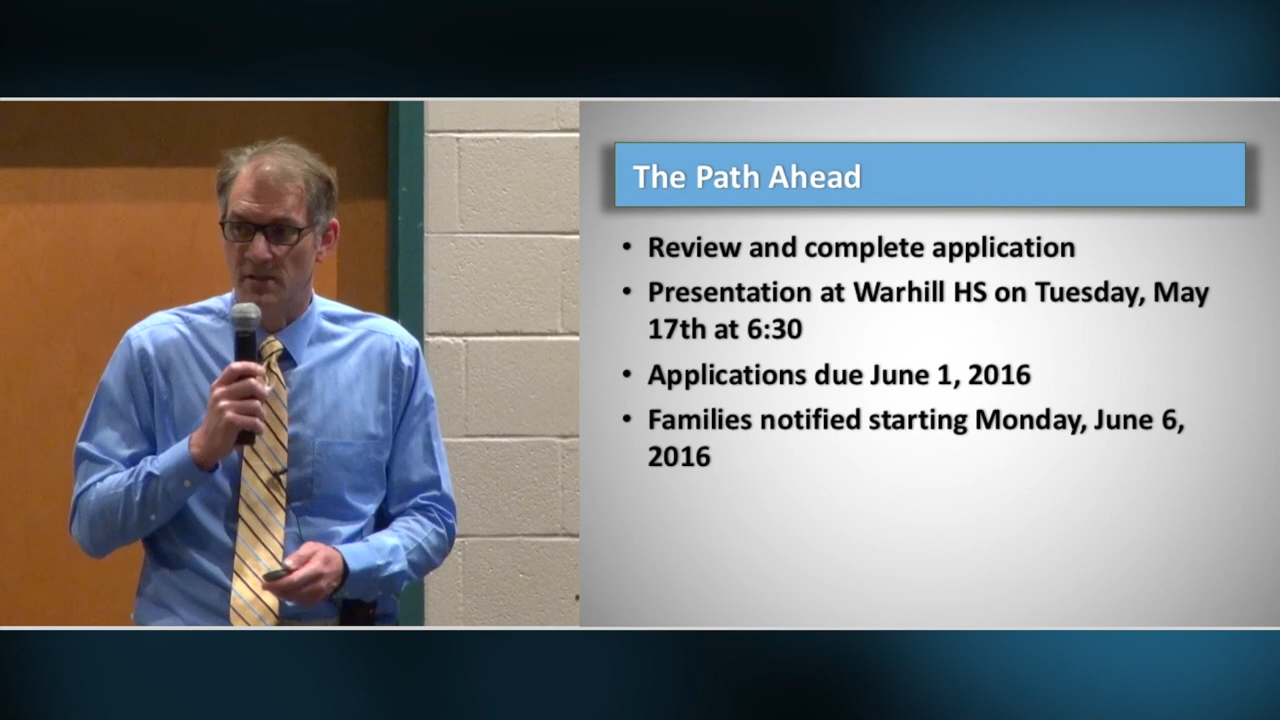 The Path Ahead
• Review and complete application
• Presentation at Warhill HS on Tuesday, May
17th at 6:30
• Applications due June 1, 2016
• Families notified starting Monday, June 6,
2016